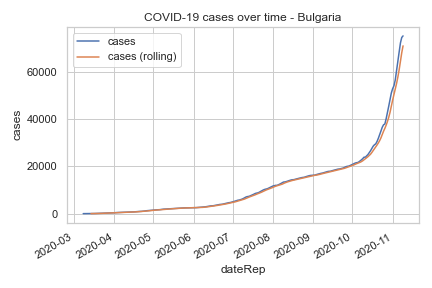 COVID-19 cases over time - Bulgaria
cases
cases (rolling)
60000
40000
20000
0
cases
2020-03
2020-04
2020-05
2020-06
2020-07
2020-08
2020-09
2020-10
2020-11
dateRep